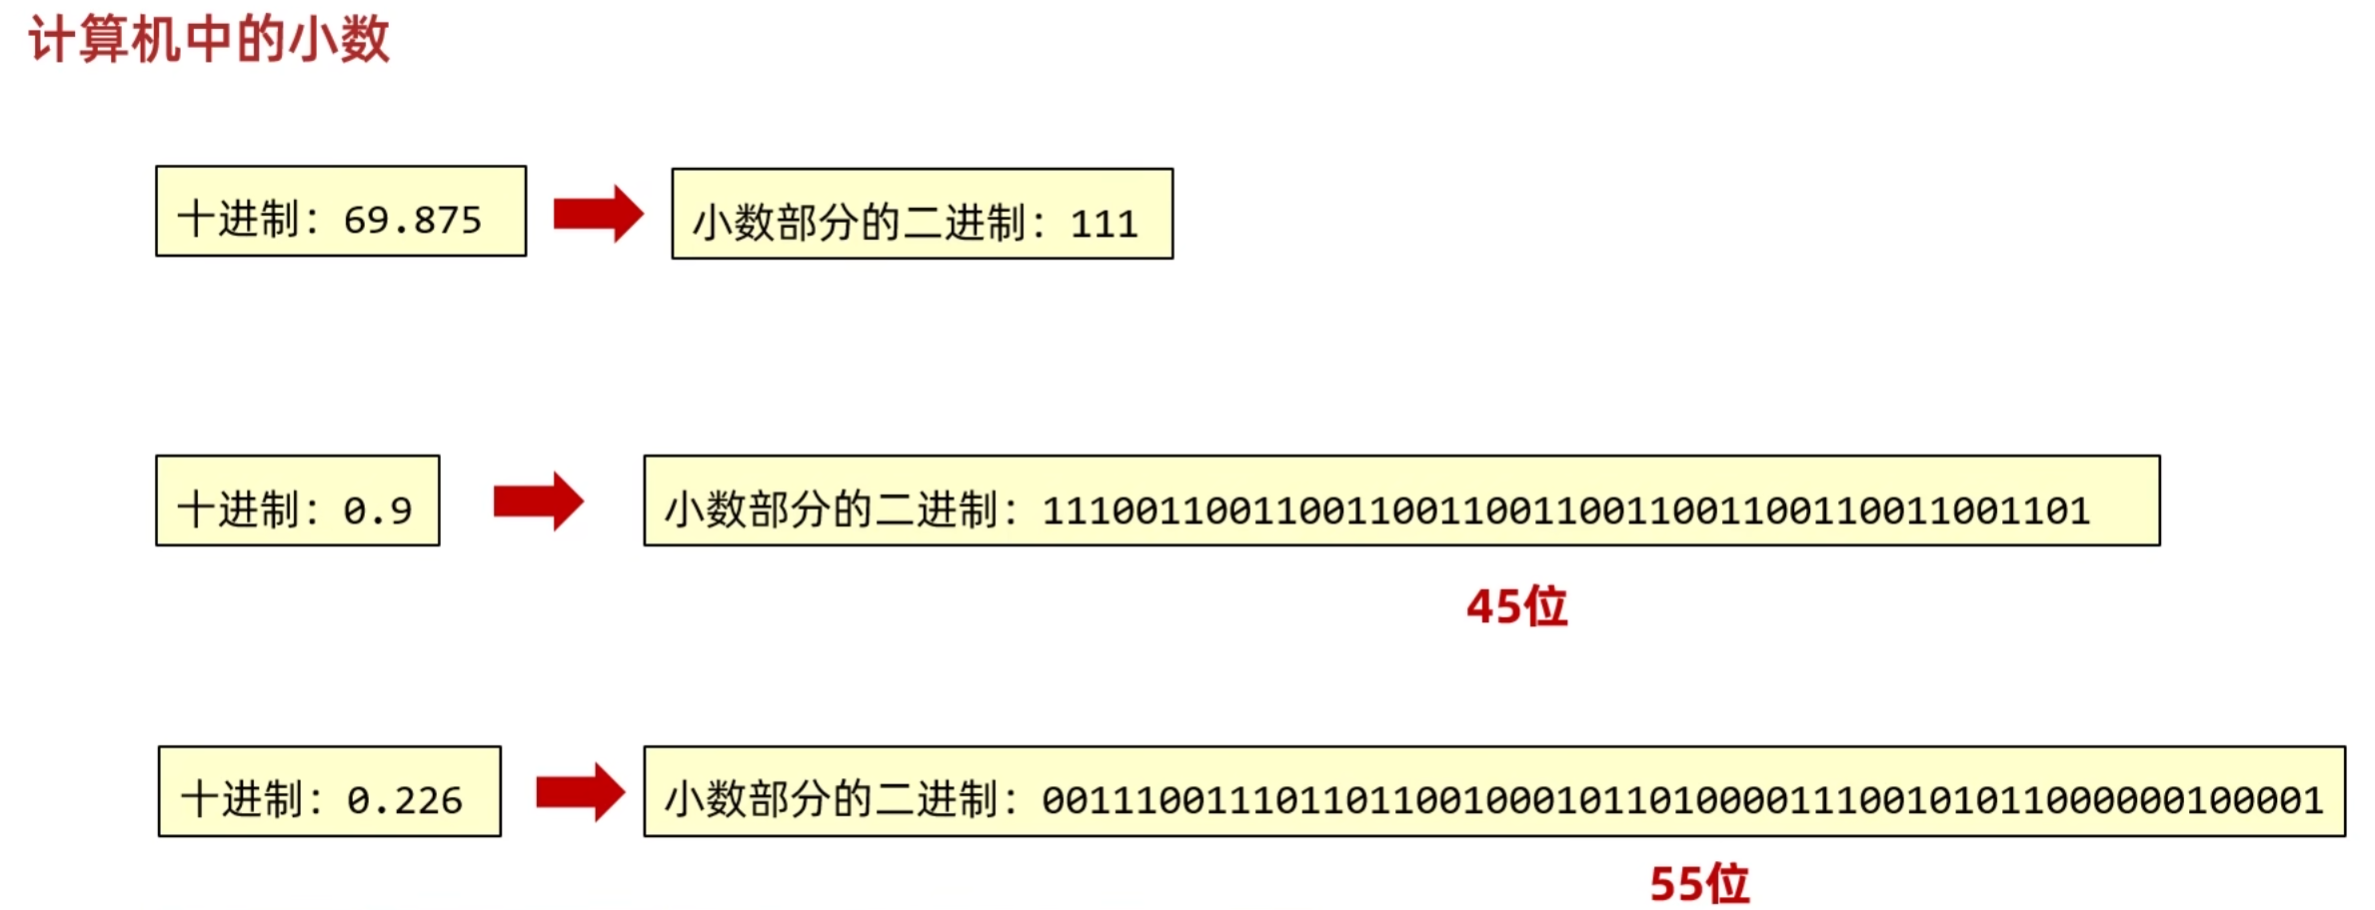 计算机中的小数
十进制：69.875
小数部分的二进制：111
十进制：0.9
小数部分的二进制：111001100110011001100110011001100110011001101
45位
十进制：0.226
小数部分的二进制：0011100111011011001000101101000011100101011000000100001
55位